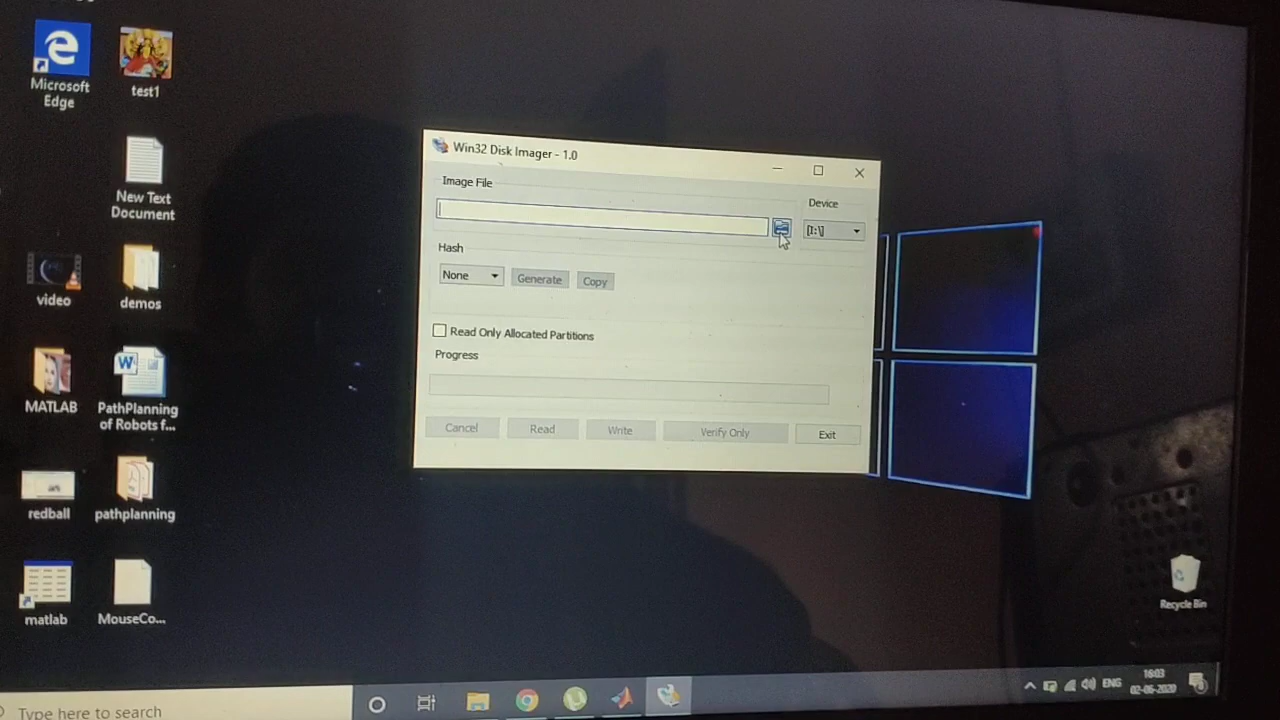 Microsoft
Edge
test1
New Text
Document
video
demos
MATLAB
PathPlanning
of Robots f...
redball
pathplanning
matlab
MouseCo...
Win32 Disk Imager - 1.0
Image File
Device
[I:\]
Hash
None
Generate
Copy
Read Only Allocated Partitions
Progress
Cancel
Read
Write
Verify Only
Exit
Recycle Bin
Type here to search
ENG
16:03
02-06-2020